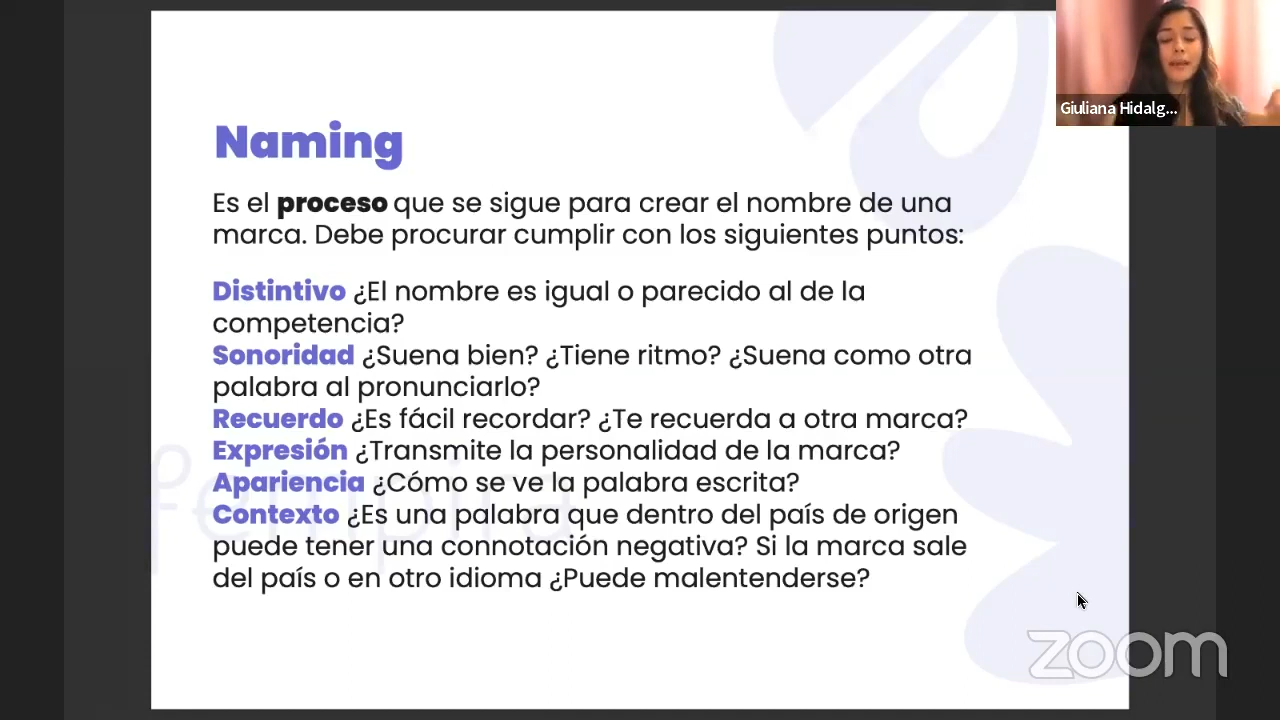 Giuliana Hidalg...
Naming
Es el proceso que se sigue para crear el nombre de una
marca. Debe procurar cumplir con los siguientes puntos:
Distintivo ¿El nombre es igual o parecido al de la
competencia?
Sonoridad ¿Suena bien? ¿Tiene ritmo? ¿Suena como otra
palabra al pronunciarlo?
Recuerdo ¿Es fácil recordar? ¿Te recuerda a otra marca?
Expresión ¿Transmite la personalidad de la marca?
Apariencia ¿Cómo se ve la palabra escrita?
Contexto ¿Es una palabra que dentro del país de origen
puede tener una connotación negativa? Si la marca sale
del país o en otro idioma ¿Puede malentenderse?
zoom